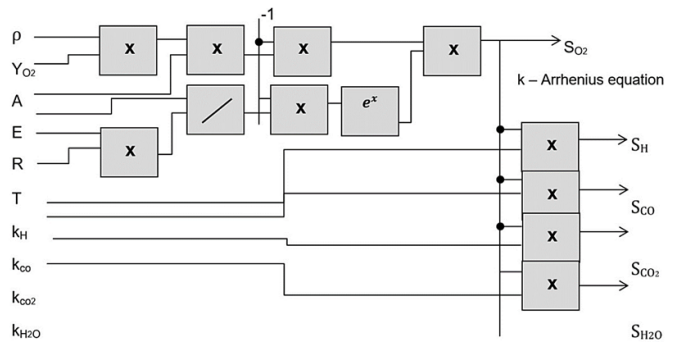 -1
ρ
x
x
x
x
S_O2
Y_O2
k – Arrhenius equation
A
x
e^x
E
x
R
x
S_H
T
x
S_CO
k_H
x
k_co
x
S_CO2
k_co2
k_H2O
S_H2O